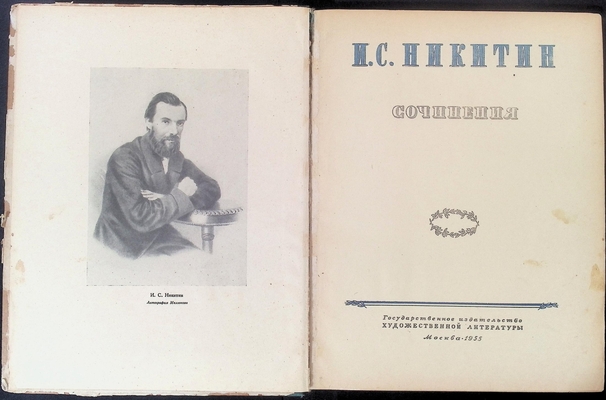 И. С. Никитин
И.С. НИКИТИН
СОЧИНЕНИЯ
Государственное издательство
ХУДОЖЕСТВЕННОЙ ЛИТЕРАТУРЫ
Москва-1955